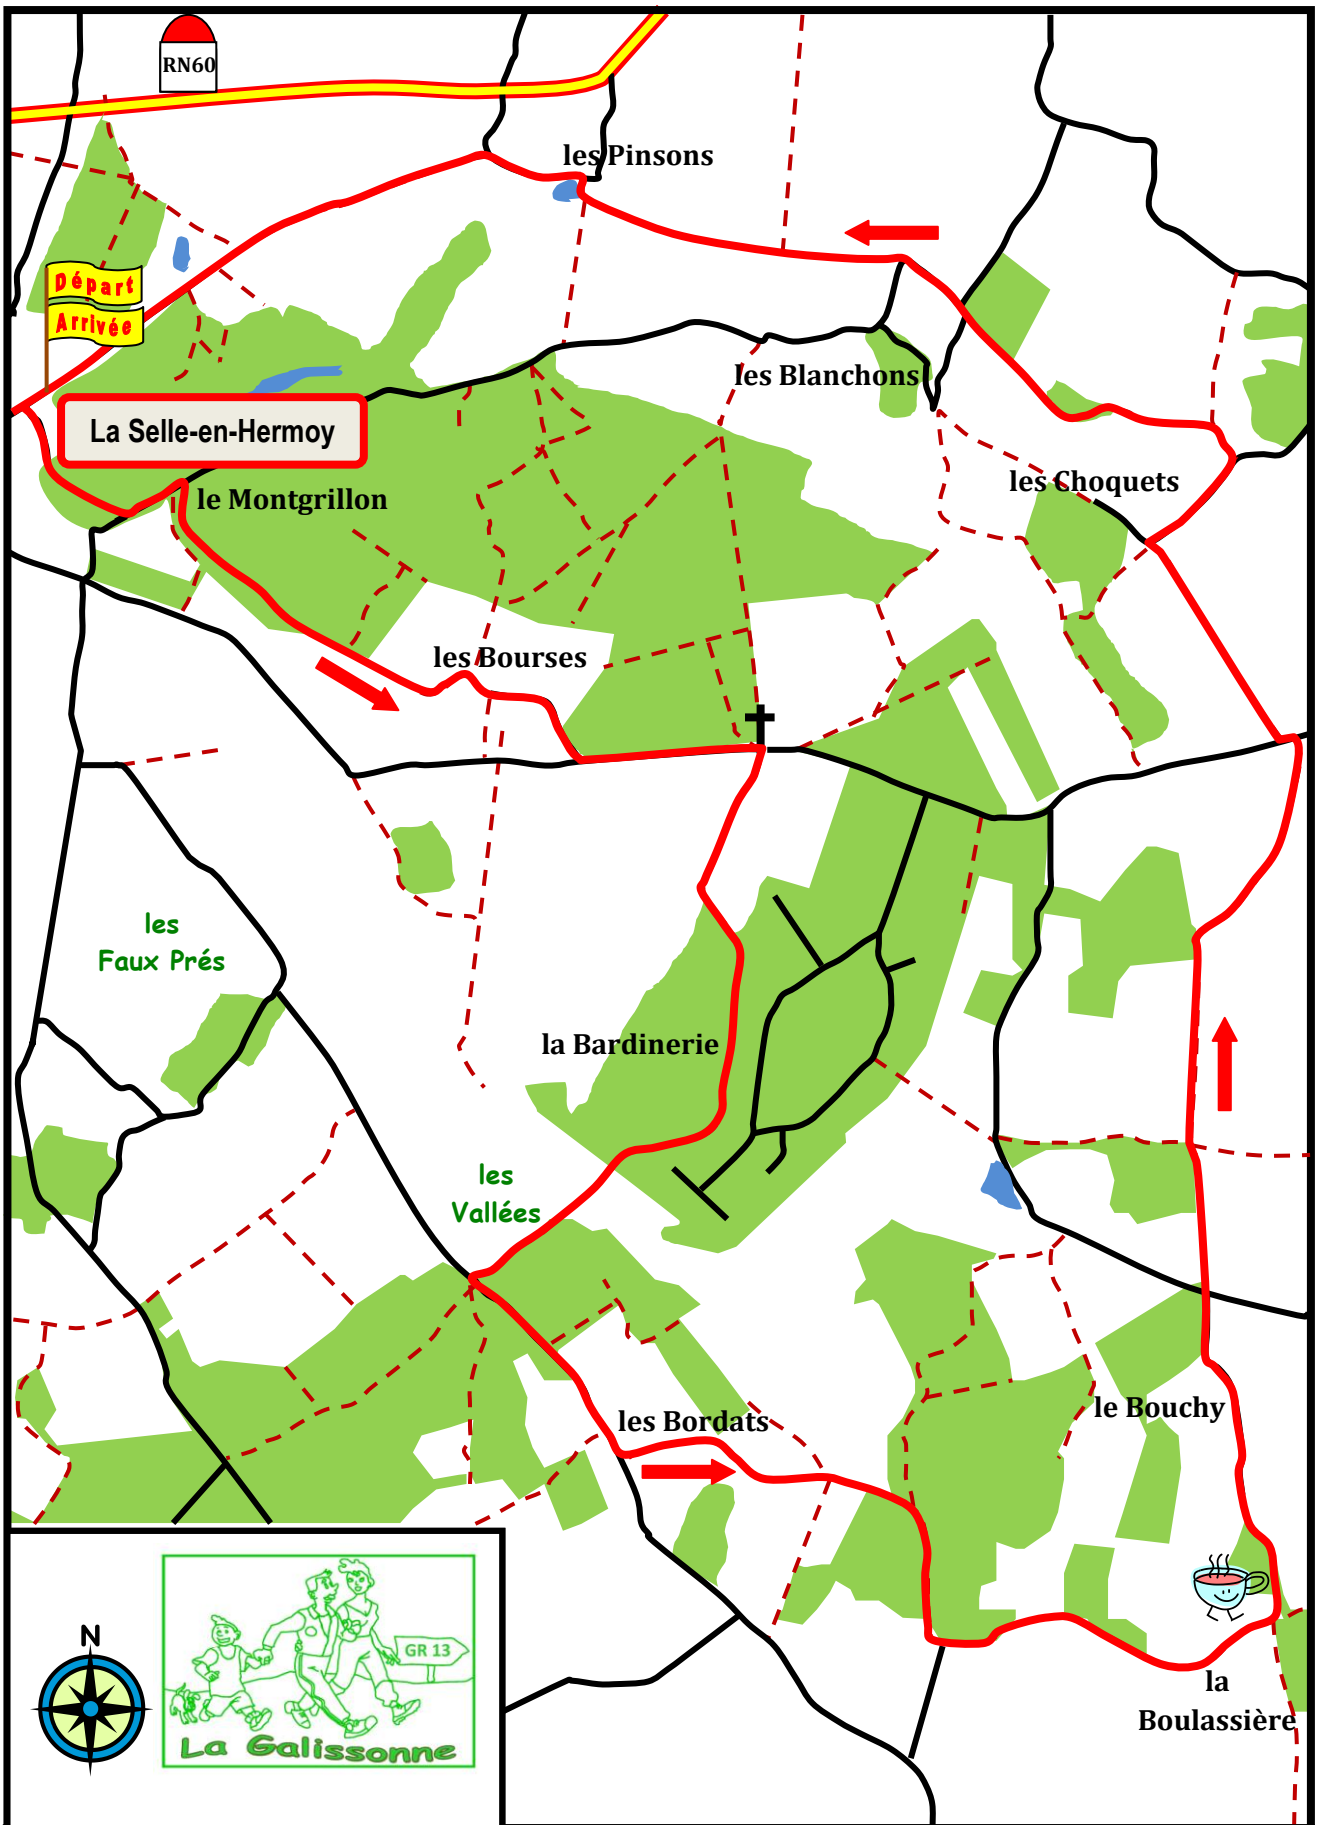 RN60
les Pinsons
Départ
Arrivée
les Blanchons
La Selle-en-Hermoy
les Choquets
le Montgrillon
les Bourses
les
Faux Prés
la Bardinerie
les
Vallées
le Bouchy
les Bordats
la
Boulassière
N
GR 13
La Galissonne